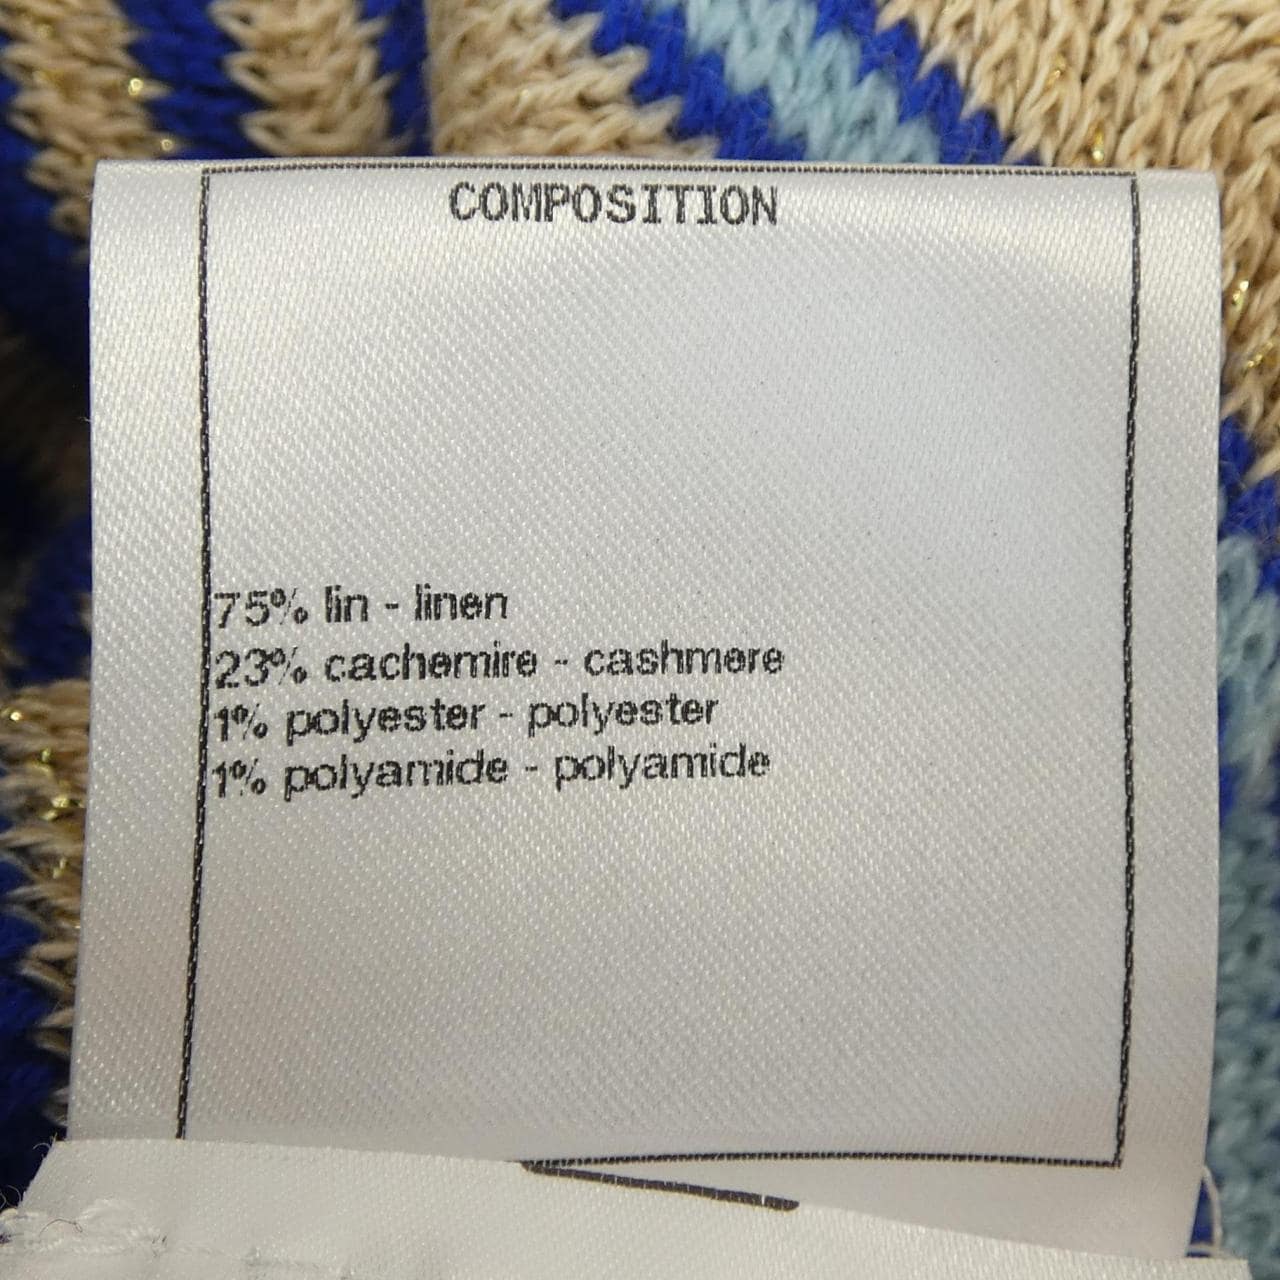 COMPOSITION
75% lin - linen
23% cachemire - cashmere
1% polyester - polyester
1% polyamide - polyamide